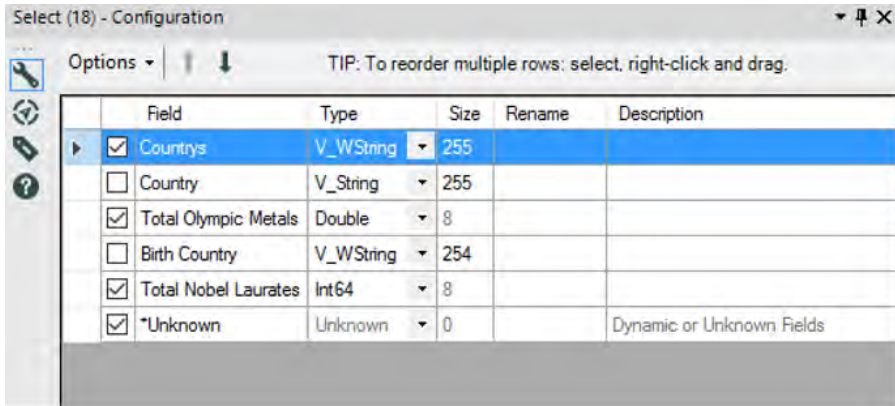 Select (18) - Configuration
Options TIP: To reorder multiple rows: select, right-click and drag.
Field Type Size Rename Description
Countrys V_WString 255
Country V_String 255
Total Olympic Metals Double 8
Birth Country V_WString 254
Total Nobel Laurates Int64 8
*Unknown Unknown 0 Dynamic or Unknown Fields